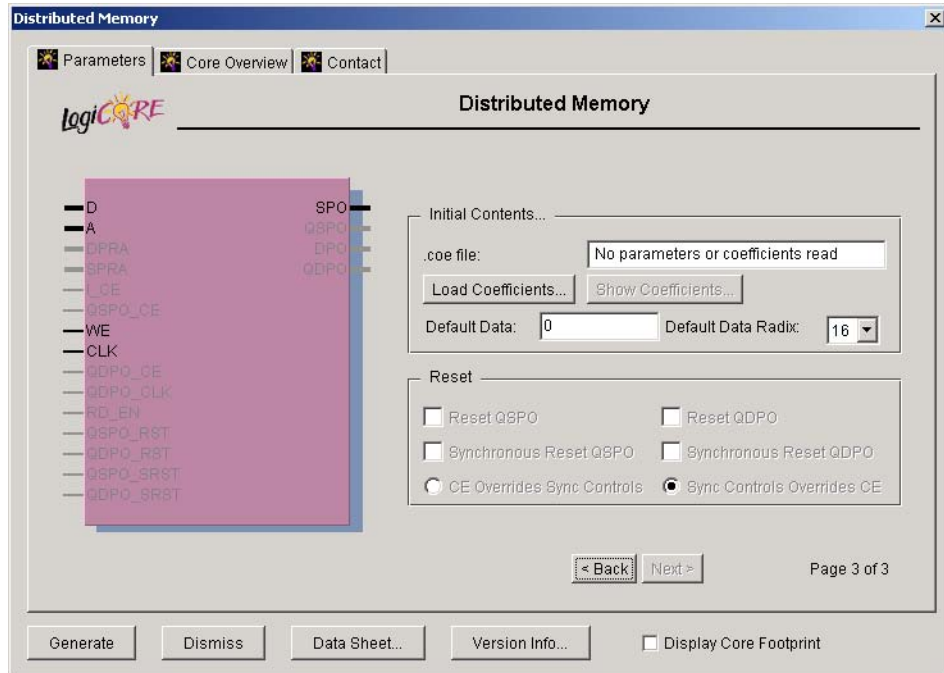 Distributed Memory
Parameters Core Overview Contact
LogiCORE
Distributed Memory
D
A
DPRA
SPRA
I_CE
QSPO_CE
WE
CLK
QDPO_CE
QDPO_CLK
RD_EN
QSPO_RST
QDPO_RST
QSPO_SRST
QDPO_SRST
SPO
QSPO
DPO
QDPO
Initial Contents...
.coe file: No parameters or coefficients read
Load Coefficients... Show Coefficients...
Default Data: 0 Default Data Radix: 16
Reset
Reset QSPO Reset QDPO
Synchronous Reset QSPO Synchronous Reset QDPO
CE Overrides Sync Controls Sync Controls Overrides CE
< Back Next > Page 3 of 3
Generate Dismiss Data Sheet... Version Info... Display Core Footprint